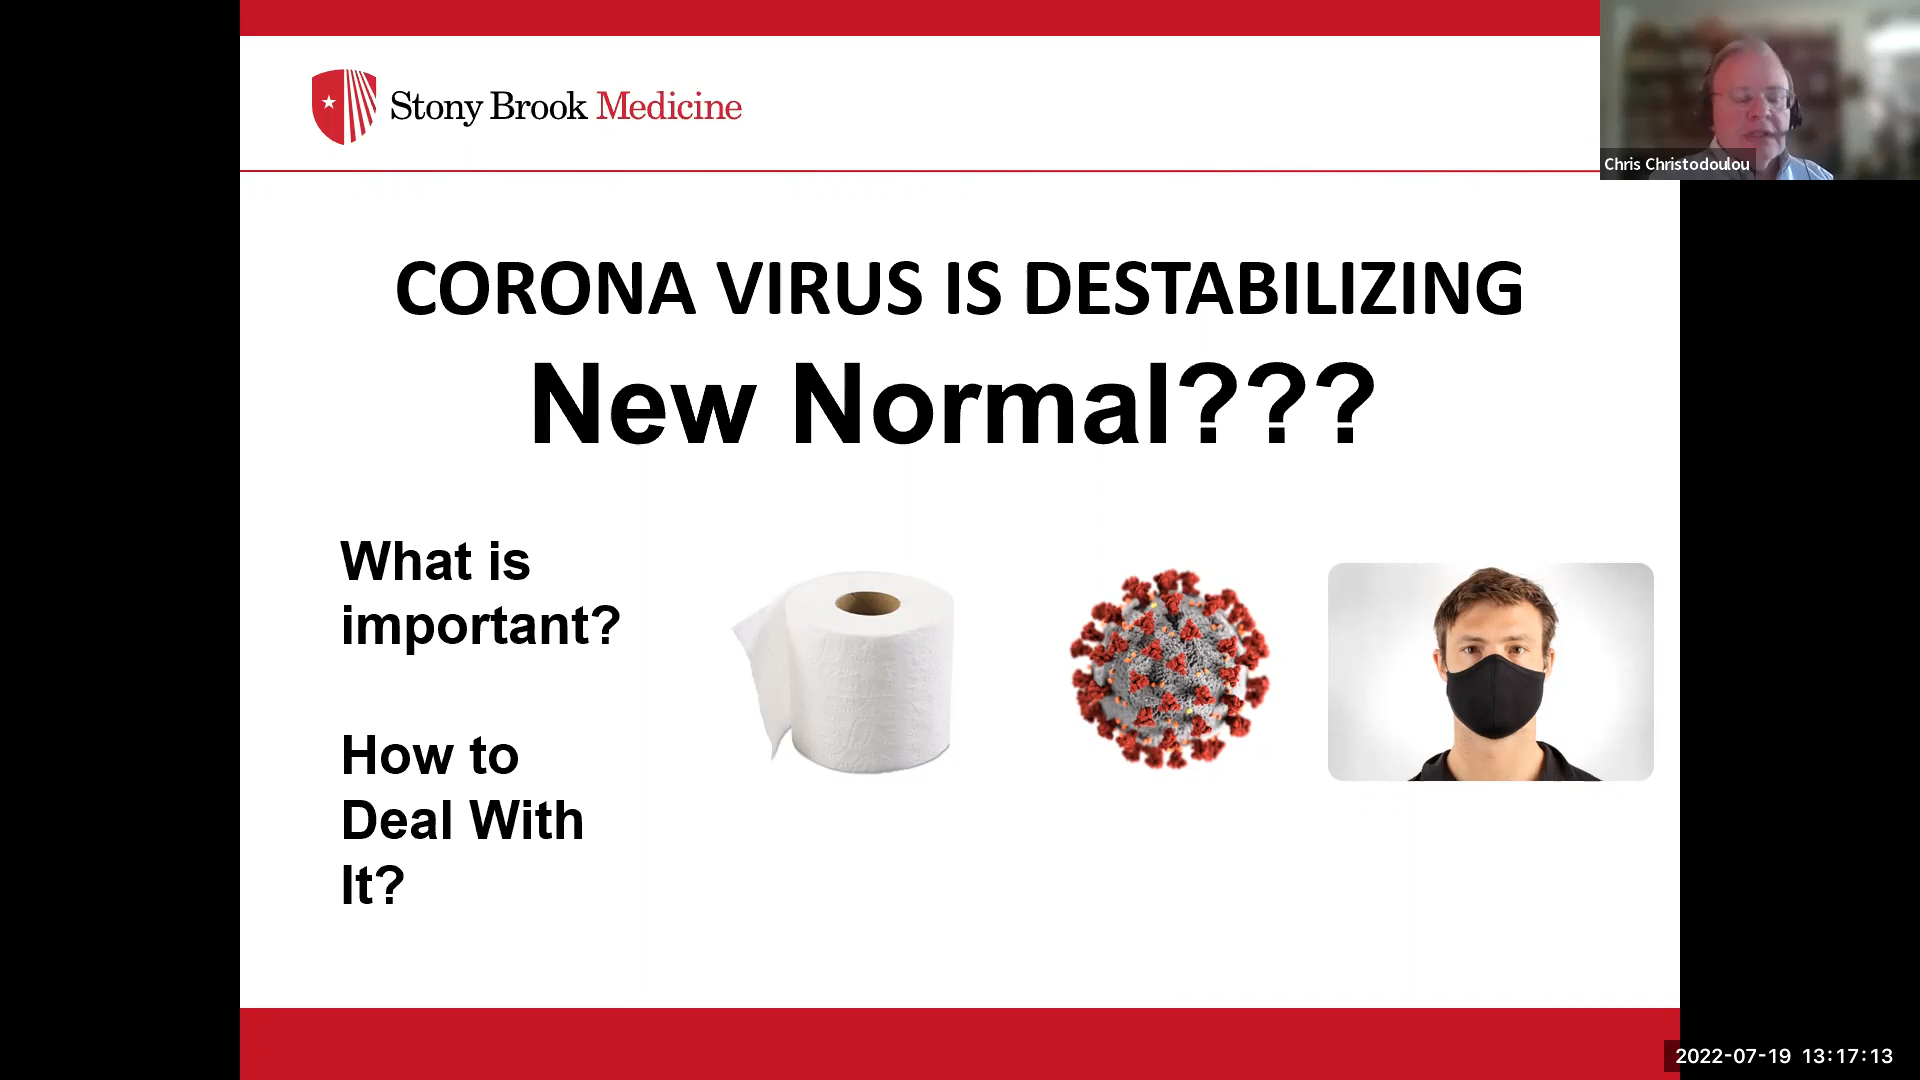 Stony Brook Medicine
Chris Christodoulou
CORONA VIRUS IS DESTABILIZING
New Normal???
What is
important?
How to
Deal With
It?
2022-07-19 13:17:13